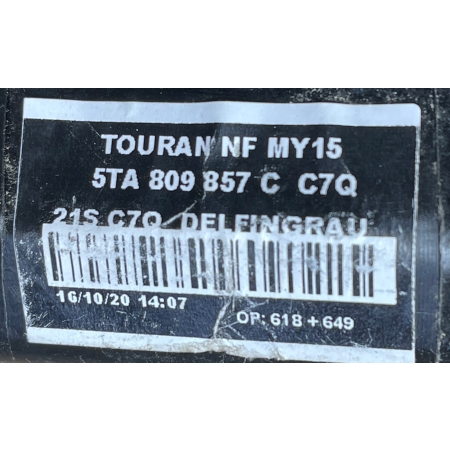 TOURAN NF MY15
5TA 809 857 C C7Q
21S C7Q DELFINGRAU
16/10/20 14:07
OP: 618 + 649